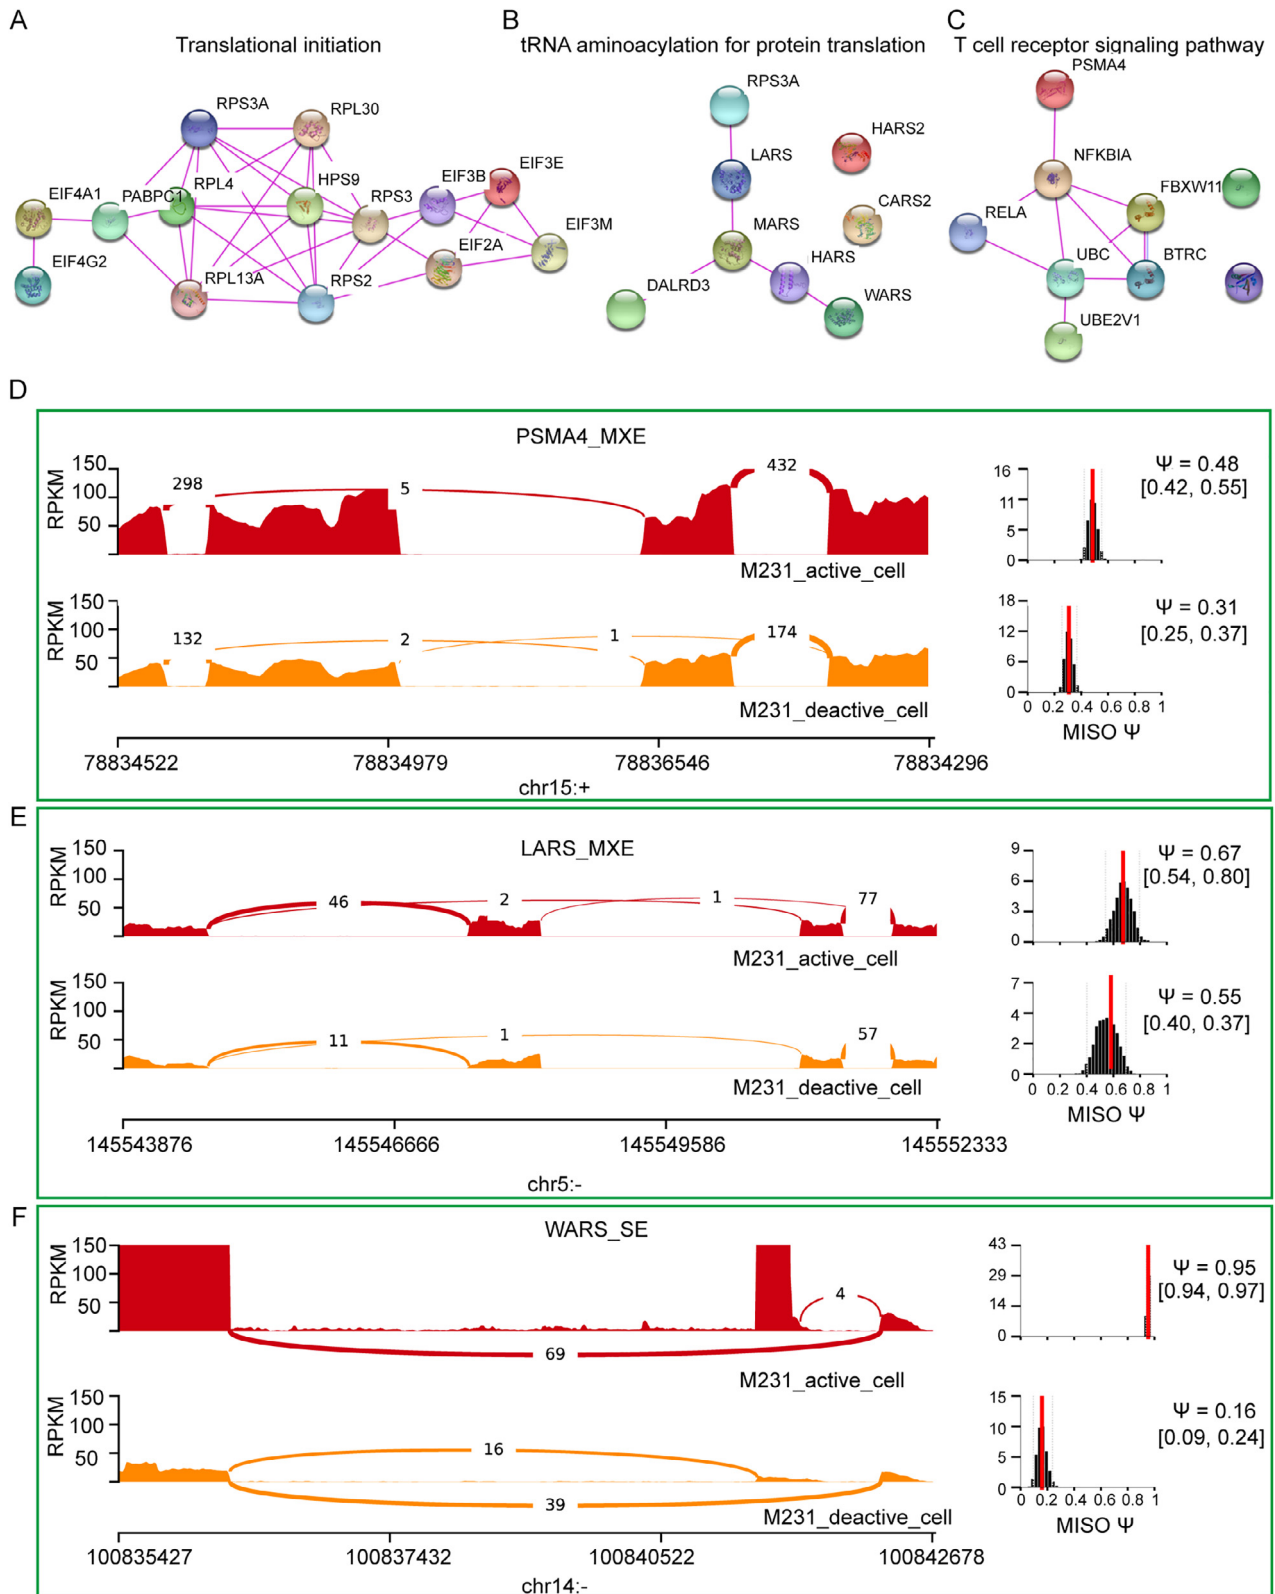 A
Translational initiation
RPS3A
RPL30
EIF4A1
PABPC1
RPL4
HPS9
RPS3
EIF3B
EIF3E
EIF3M
EIF2A
EIF4G2
RPL13A
RPS2
B
tRNA aminoacylation for protein translation
RPS3A
LARS
HARS2
CARS2
MARS
HARS
DALRD3
WARS
C
T cell receptor signaling pathway
PSMA4
NFKBIA
FBXW11
RELA
UBC
BTRC
UBE2V1
D
PSMA4_MXE
RPKM
150
100
50
298
5
432
M231_active_cell
16
11
5
0
Ψ = 0.48
[0.42, 0.55]
RPKM
150
100
50
132
2
1
174
M231_deactive_cell
18
12
6
0
Ψ = 0.31
[0.25, 0.37]
0 0.2 0.4 0.6 0.8 1
MISO Ψ
78834522 78834979 78836546 78834296
chr15:+
E
LARS_MXE
RPKM
150
100
50
46
2
1
77
M231_active_cell
9
6
3
0
Ψ = 0.67
[0.54, 0.80]
RPKM
150
100
50
11
1
57
M231_deactive_cell
7
4
2
0
Ψ = 0.55
[0.40, 0.37]
0 0.2 0.4 0.6 0.8 1
MISO Ψ
145543876 145546666 145549586 145552333
chr5:-
F
WARS_SE
RPKM
150
100
50
4
69
M231_active_cell
43
29
14
0
Ψ = 0.95
[0.94, 0.97]
RPKM
150
100
50
16
39
M231_deactive_cell
15
10
5
0
Ψ = 0.16
[0.09, 0.24]
0 0.2 0.4 0.6 0.8 1
MISO Ψ
100835427 100837432 100840522 100842678
chr14:-